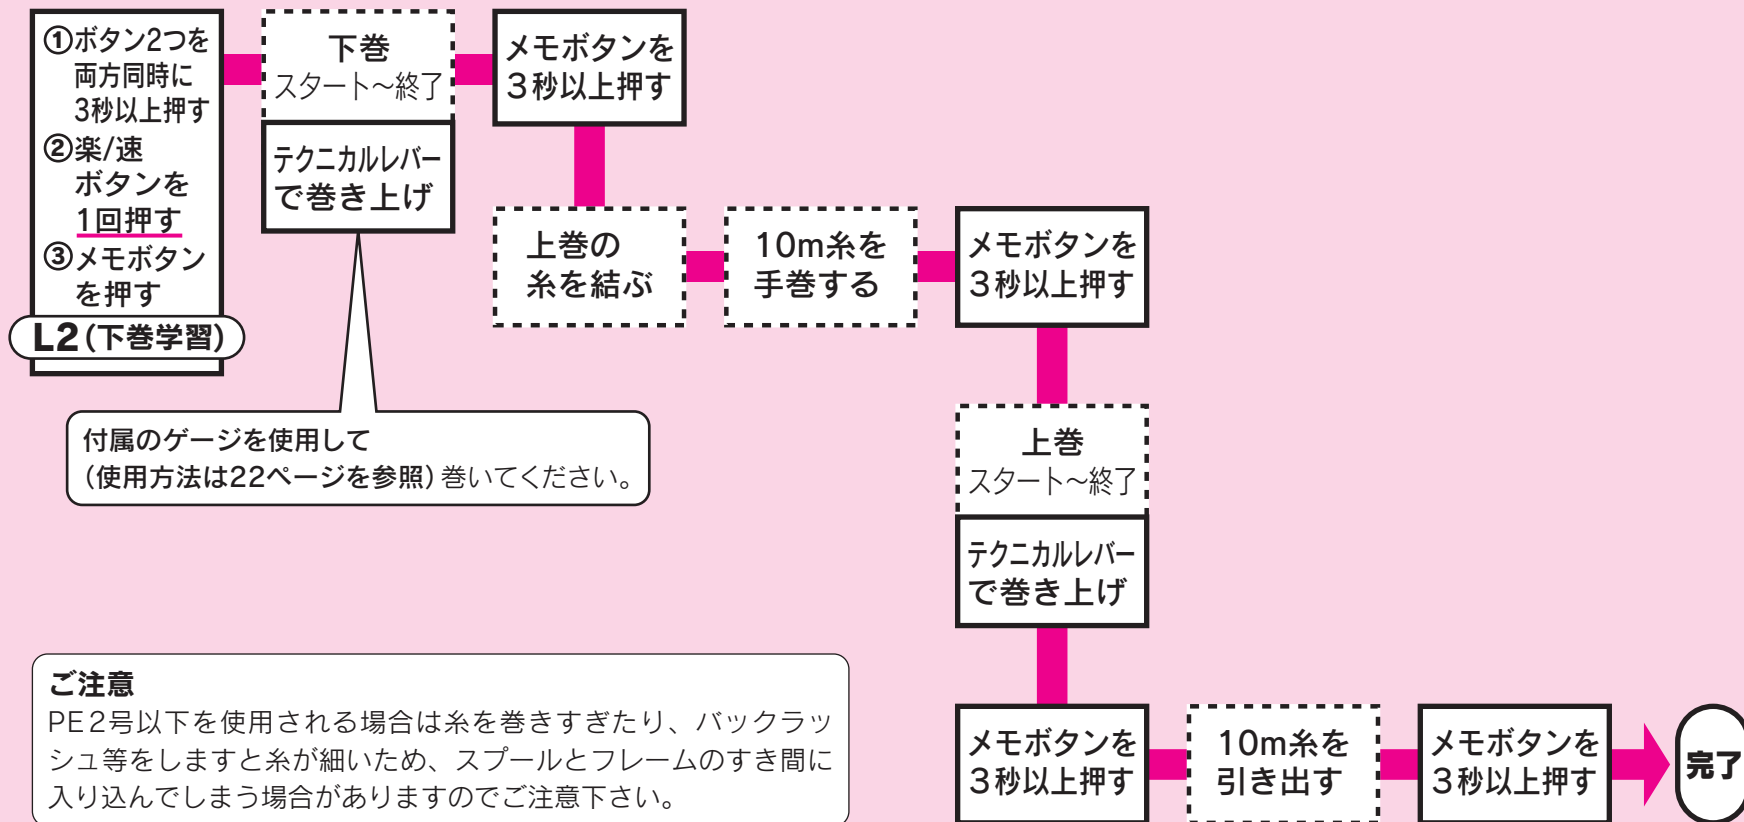 ①ボタン2つを
両方同時に
3秒以上押す
②楽/速
ボタンを
1回押す
③メモボタン
を押す
L2(下巻学習)
下巻
スタート～終了
テクニカルレバー
で巻き上げ
メモボタンを
3秒以上押す
付属のゲージを使用して
(使用方法は22ページを参照)巻いてください。
上巻の
糸を結ぶ
10m糸を
手巻する
メモボタンを
3秒以上押す
上巻
スタート～終了
テクニカルレバー
で巻き上げ
メモボタンを
3秒以上押す
10m糸を
引き出す
メモボタンを
3秒以上押す
完了
ご注意
PE2号以下を使用される場合は糸を巻きすぎたり、バックラッ
シュ等をしますと糸が細いため、スプールとフレームのすき間に
入り込んでしまう場合がありますのでご注意下さい。